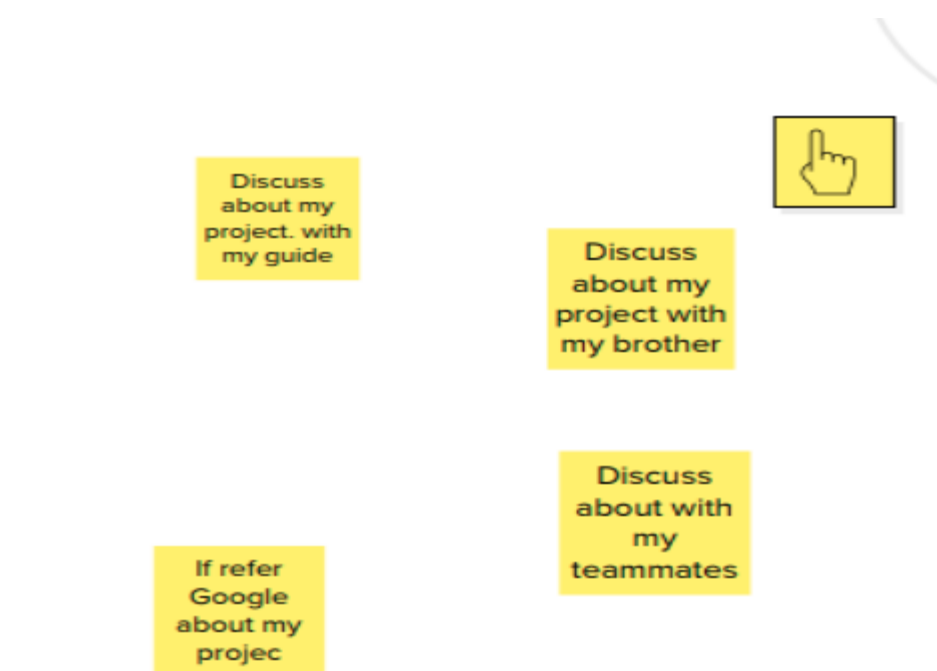 Discuss
about my
project. with
my guide
Discuss
about my
project with
my brother
Discuss
about with
my
teammates
If refer
Google
about my
projec